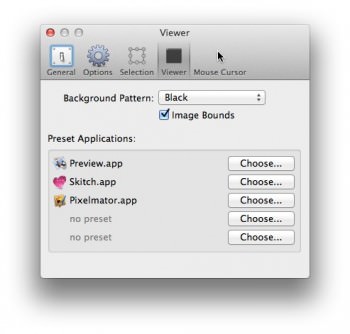 Viewer
General Options Selection Viewer Mouse Cursor
Background Pattern: Black
Image Bounds
Preset Applications:
Preview.app Choose...
Skitch.app Choose...
Pixelmator.app Choose...
no preset Choose...
no preset Choose...